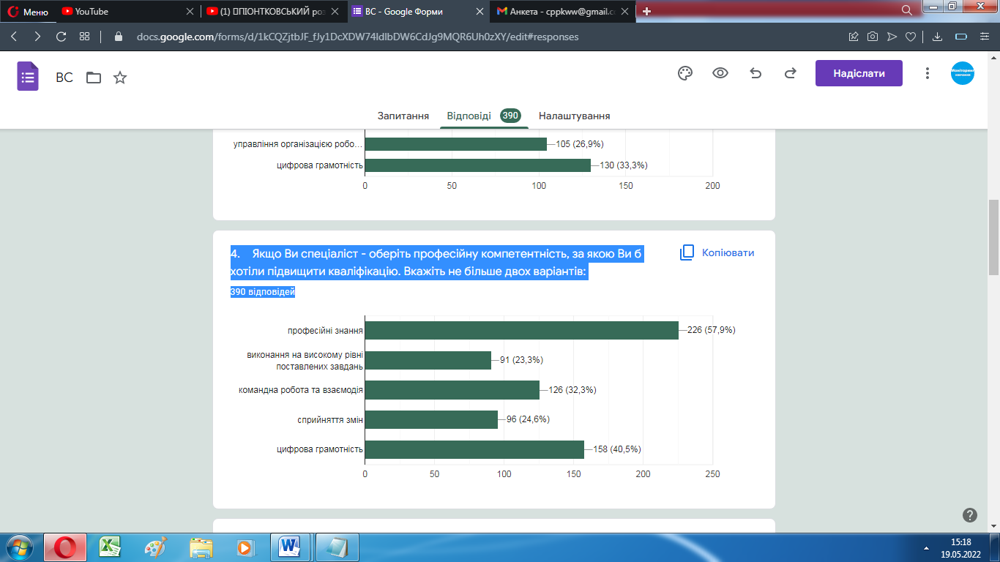 Меню
YouTube
(1) ПІОНТКОВСЬКИЙ роз
ВС - Google Форми
Анкета - cppkww@gmail.co
docs.google.com/forms/d/1kCQZjtbJF_fJy1DcXDW74IdlbDW6CdJg9MQR6Uh0zXY/edit#responses
ВС
Надіслати
Моніторинг
навчання
Запитання Відповіді 390 Налаштування
управління організацією робо… 105 (26,9%)
цифрова грамотність 130 (33,3%)
0 50 100 150 200
4. Якщо Ви спеціаліст - оберіть професійну компетентність, за якою Ви б
хотіли підвищити кваліфікацію. Вкажіть не більше двох варіантів:
Копіювати
390 відповідей
професійні знання 226 (57,9%)
виконання на високому рівні
поставлених завдань 91 (23,3%)
командна робота та взаємодія 126 (32,3%)
сприйняття змін 96 (24,6%)
цифрова грамотність 158 (40,5%)
0 50 100 150 200 250
15:18
19.05.2022